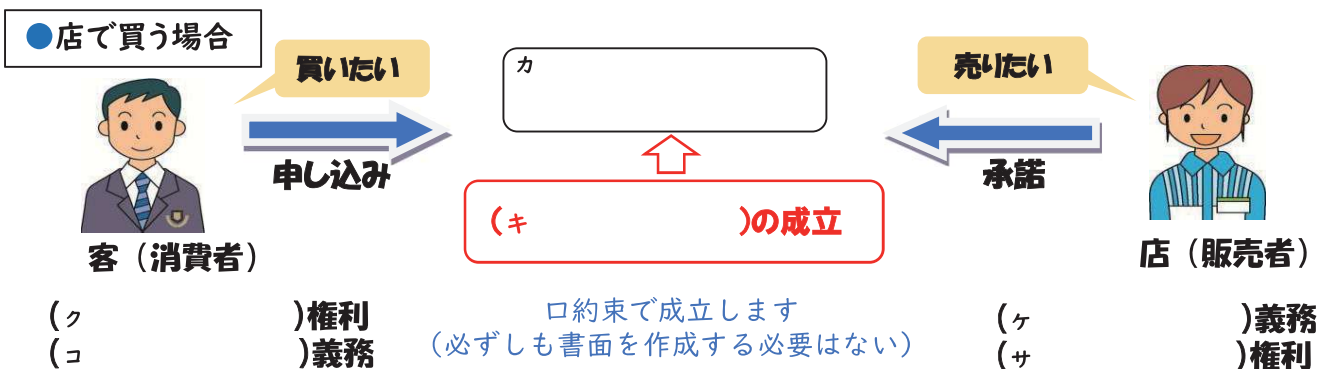 ●店で買う場合
買いたい
カ
売りたい
申し込み
承諾
(キ )の成立
客（消費者）
店（販売者）
(ク )権利
(コ )義務
口約束で成立します
（必ずしも書面を作成する必要はない）
(ケ )義務
(サ )権利